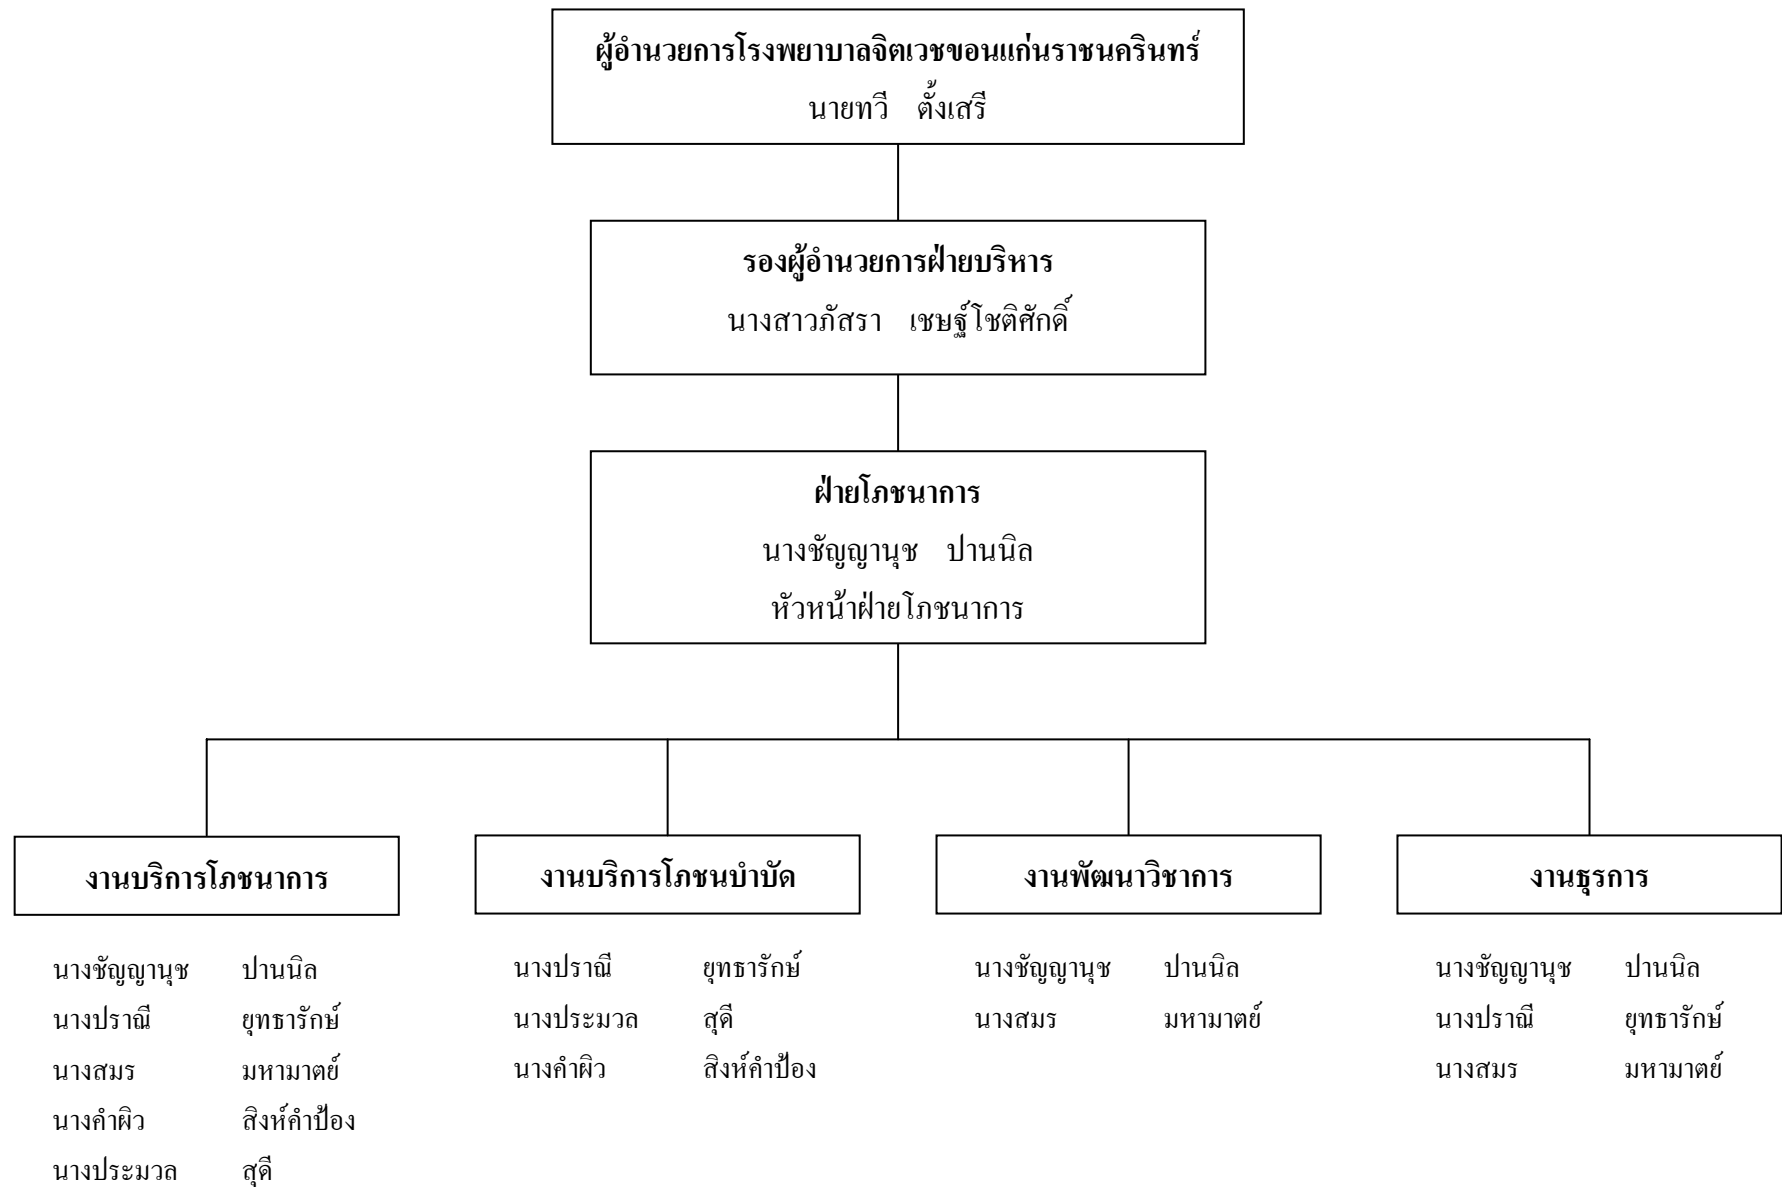 ผู้อำนวยการโรงพยาบาลจิตเวชขอนแก่นราชนครินทร์
นายทวี ตั้งเสรี
รองผู้อำนวยการฝ่ายบริหาร
นางสาวภัสรา เชษฐ์โชติศักดิ์
ฝ่ายโภชนาการ
นางชัญญานุช ปานนิล
หัวหน้าฝ่ายโภชนาการ
งานบริการโภชนาการ
นางชัญญานุช ปานนิล
นางปราณี ยุทธารักษ์
นางสมร มหามาตย์
นางคำผิว สิงห์คำป้อง
นางประมวล สุดี
งานบริการโภชนบำบัด
นางปราณี ยุทธารักษ์
นางประมวล สุดี
นางคำผิว สิงห์คำป้อง
งานพัฒนาวิชาการ
นางชัญญานุช ปานนิล
นางสมร มหามาตย์
งานธุรการ
นางชัญญานุช ปานนิล
นางปราณี ยุทธารักษ์
นางสมร มหามาตย์